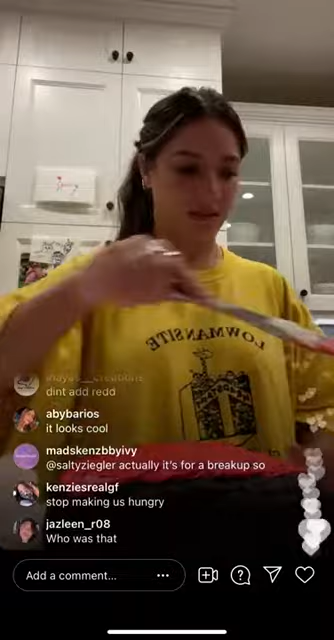 LOWMANSITE
dint add redd
abybarios
it looks cool
madskenzbbyivy
@saltyziegler actually it's for a breakup so
kenziesrealgf
stop making us hungry
jazleen_r08
Who was that
Add a comment...